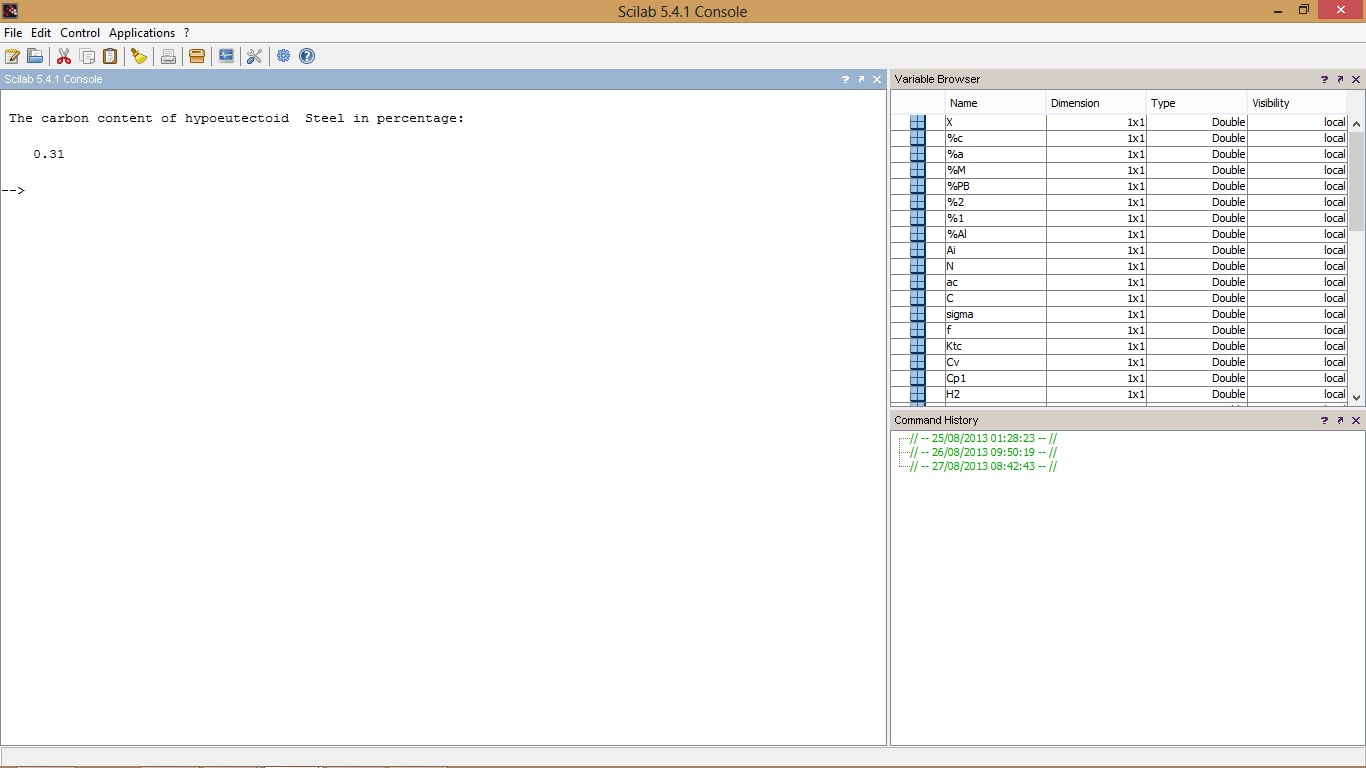 Scilab 5.4.1 Console
File Edit Control Applications ?
Scilab 5.4.1 Console
The carbon content of hypoeutectoid  Steel in percentage:
0.31
-->
Variable Browser
Name Dimension Type Visibility
X 1x1 Double local
%c 1x1 Double local
%a 1x1 Double local
%M 1x1 Double local
%PB 1x1 Double local
%2 1x1 Double local
%1 1x1 Double local
%Al 1x1 Double local
Ai 1x1 Double local
N 1x1 Double local
ac 1x1 Double local
C 1x1 Double local
sigma 1x1 Double local
f 1x1 Double local
Ktc 1x1 Double local
Cv 1x1 Double local
Cp1 1x1 Double local
H2 1x1 Double local
Command History
// -- 25/08/2013 01:28:23 -- //
// -- 26/08/2013 09:50:19 -- //
// -- 27/08/2013 08:42:43 -- //